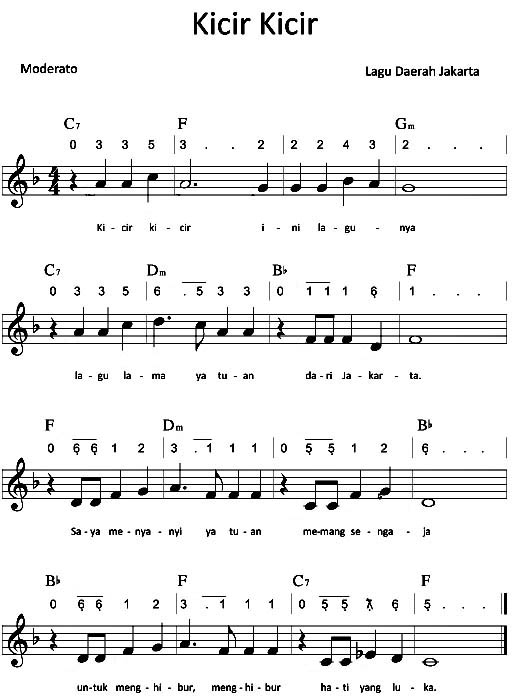 Kicir Kicir
Moderato
Lagu Daerah Jakarta
C7 F Gm
0 3 3 5 3 . . 2 2 2 4 3 2 . . .
4 4
Ki - cir ki - cir i - ni la - gu - nya
C7 Dm B♭ F
0 3 3 5 6 . 5 3 3 0 1 1 1 6̣ 1 . . .
la - gu la - ma ya tu - an da - ri Ja - kar - ta.
F Dm B♭
0 6̣ 6̣ 1 2 3 . 1 1 1 0 5̣ 5̣ 1 2 6̣ . . .
Sa - ya me - nya - nyi ya tu - an me-mang se - nga - ja
B♭ F C7 F
0 6̣ 6̣ 1 2 3 . 1 1 1 0 5̣ 5̣ 7̣ 6̣ 5̣ . . .
un-tuk meng - hi - bur, meng-hi - bur ha - ti yang lu - ka.